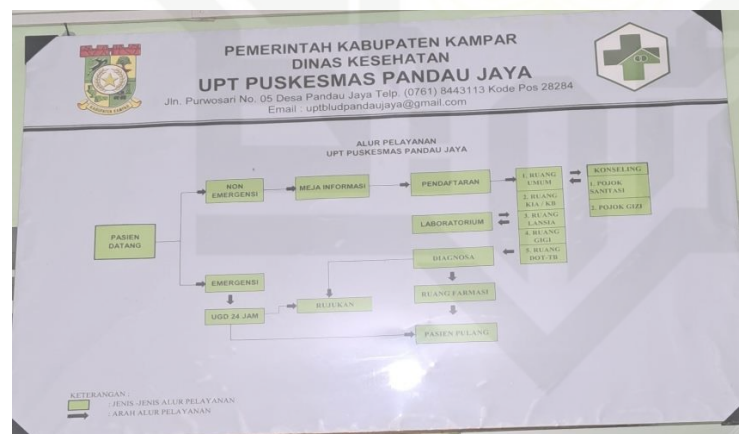 PEMERINTAH KABUPATEN KAMPAR
DINAS KESEHATAN
UPT PUSKESMAS PANDAU JAYA
Jln. Purwosari No. 05 Desa Pandau Jaya Telp. (0761) 8443113 Kode Pos 28284
Email : uptbludpandaujaya@gmail.com
ALUR PELAYANAN
UPT PUSKESMAS PANDAU JAYA
PASIEN
DATANG
NON
EMERGENSI
MEJA INFORMASI
PENDAFTARAN
1. RUANG
UMUM
2. RUANG
KIA / KB
3. RUANG
LANSIA
4. RUANG
GIGI
5. RUANG
DOT-TB
KONSELING
1. POJOK
SANITASI
2. POJOK GIZI
LABORATORIUM
DIAGNOSA
EMERGENSI
UGD 24 JAM
RUJUKAN
RUANG FARMASI
PASIEN PULANG
KETERANGAN :
: JENIS -JENIS ALUR PELAYANAN
: ARAH ALUR PELAYANAN